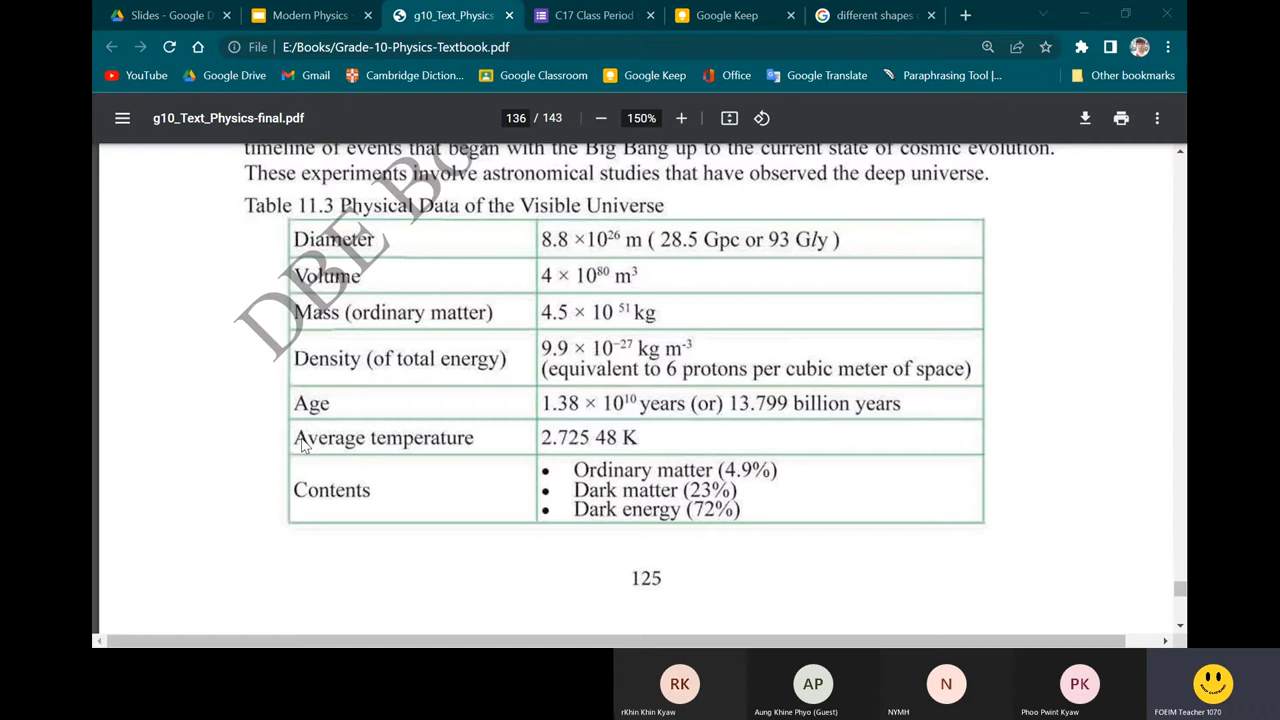 Slides - Google D
Modern Physics
g10_Text_Physics
C17 Class Period
Google Keep
different shapes
File
E:/Books/Grade-10-Physics-Textbook.pdf
YouTube
Google Drive
Gmail
Cambridge Diction...
Google Classroom
Google Keep
Office
Google Translate
Paraphrasing Tool |...
Other bookmarks
g10_Text_Physics-final.pdf
136 / 143
150%
timeline of events that began with the Big Bang up to the current state of cosmic evolution.
These experiments involve astronomical studies that have observed the deep universe.
Table 11.3 Physical Data of the Visible Universe
Diameter 8.8 ×10²⁶ m ( 28.5 Gpc or 93 Gly )
Volume 4 × 10⁸⁰ m³
Mass (ordinary matter) 4.5 × 10 ⁵¹ kg
Density (of total energy) 9.9 × 10⁻²⁷ kg m⁻³
(equivalent to 6 protons per cubic meter of space)
Age 1.38 × 10¹⁰ years (or) 13.799 billion years
Average temperature 2.725 48 K
Contents
• Ordinary matter (4.9%)
• Dark matter (23%)
• Dark energy (72%)
DBE Bo
125
RK
AP
N
PK
rKhin Khin Kyaw
Aung Khine Phyo (Guest)
NYMH
Phoo Pwint Kyaw
FOEIM Teacher 1070